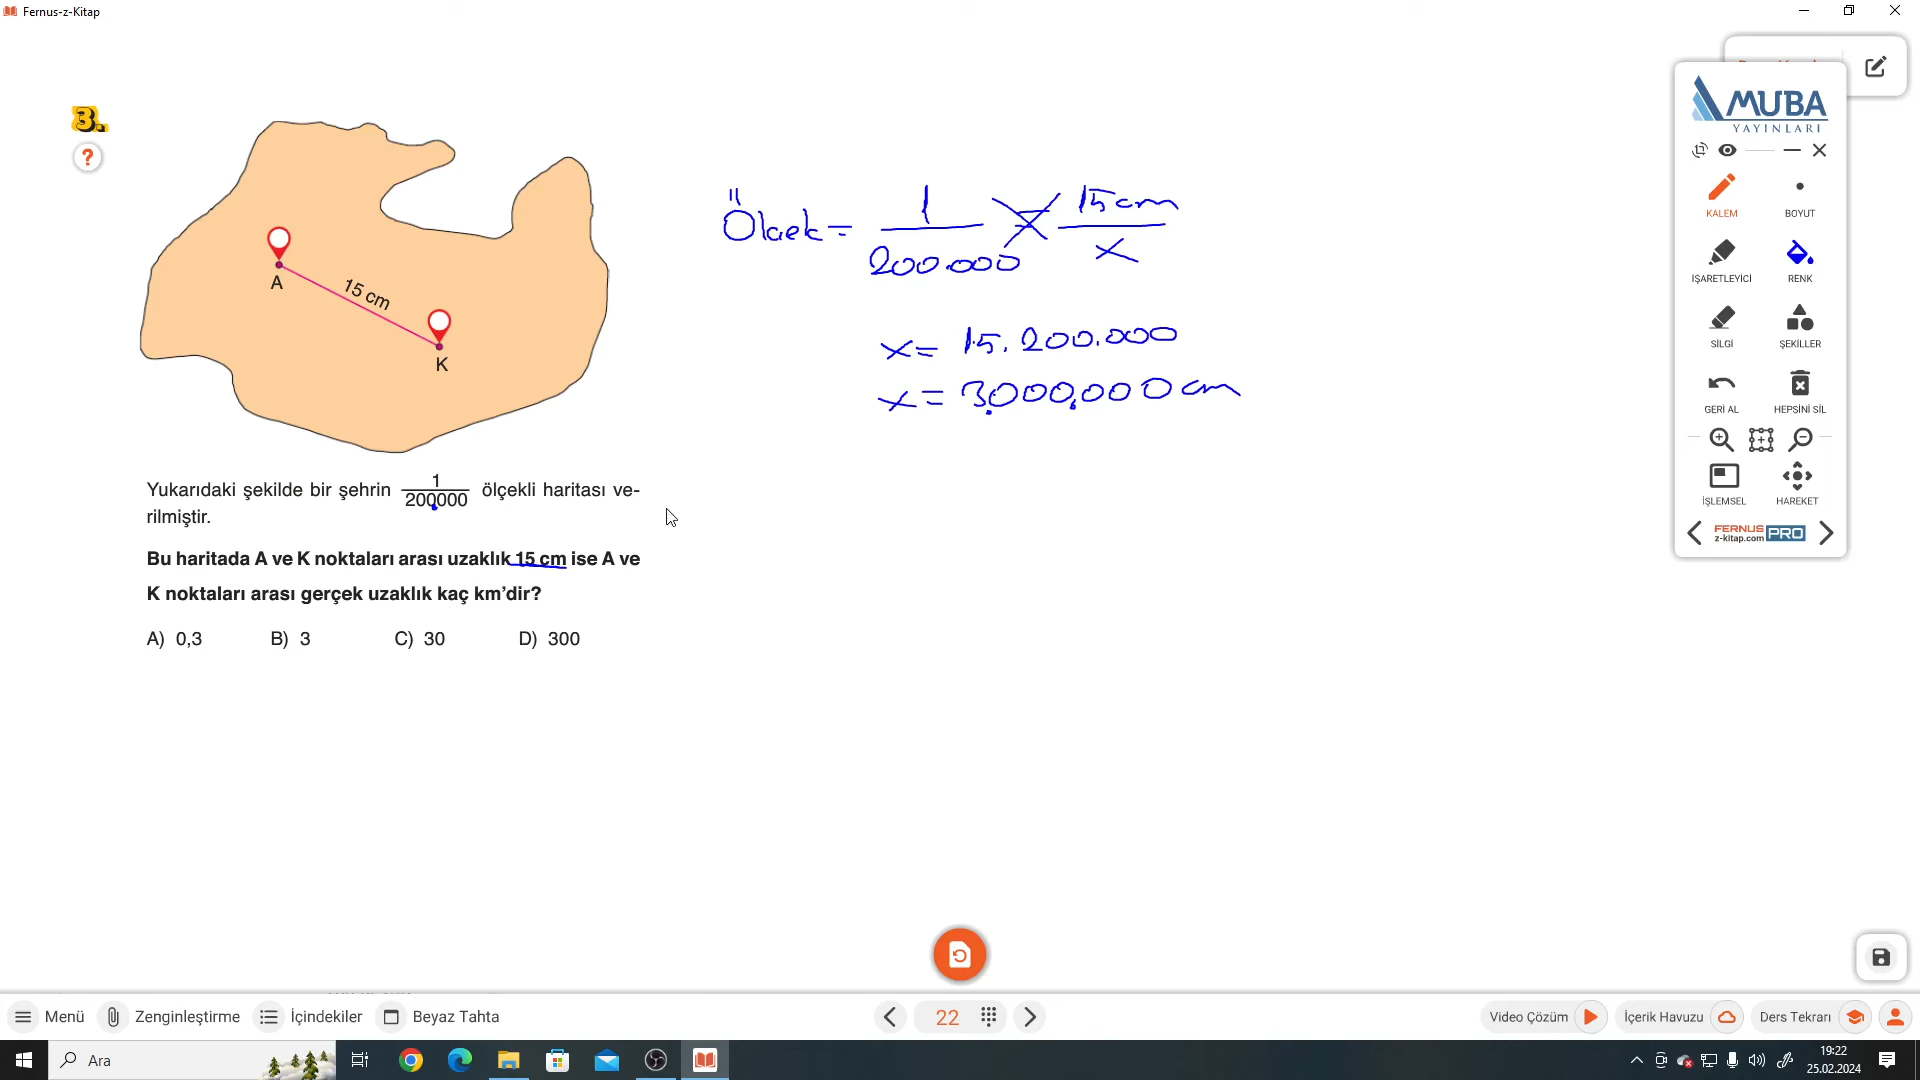 Fernus-z-Kitap
3.
?
A
15 cm
K
Yukarıdaki şekilde bir şehrin 1/200000 ölçekli haritası ve-
rilmiştir.
Bu haritada A ve K noktaları arası uzaklık 15 cm ise A ve
K noktaları arası gerçek uzaklık kaç km'dir?
A) 0,3 B) 3 C) 30 D) 300
Ölçek = 1/200.000 = 15 cm/x
x = 15.200.000
x = 3.000.000 cm
MUBA
YAYINLARI
KALEM BOYUT
İŞARETLEYİCİ RENK
SİLGİ ŞEKİLLER
GERİ AL HEPSİNİ SİL
İŞLEMSEL HAREKET
FERNUS
z-kitap.com PRO
Menü Zenginleştirme İçindekiler Beyaz Tahta 22 Video Çözüm İçerik Havuzu Ders Tekrarı
Ara
19:22
25.02.2024